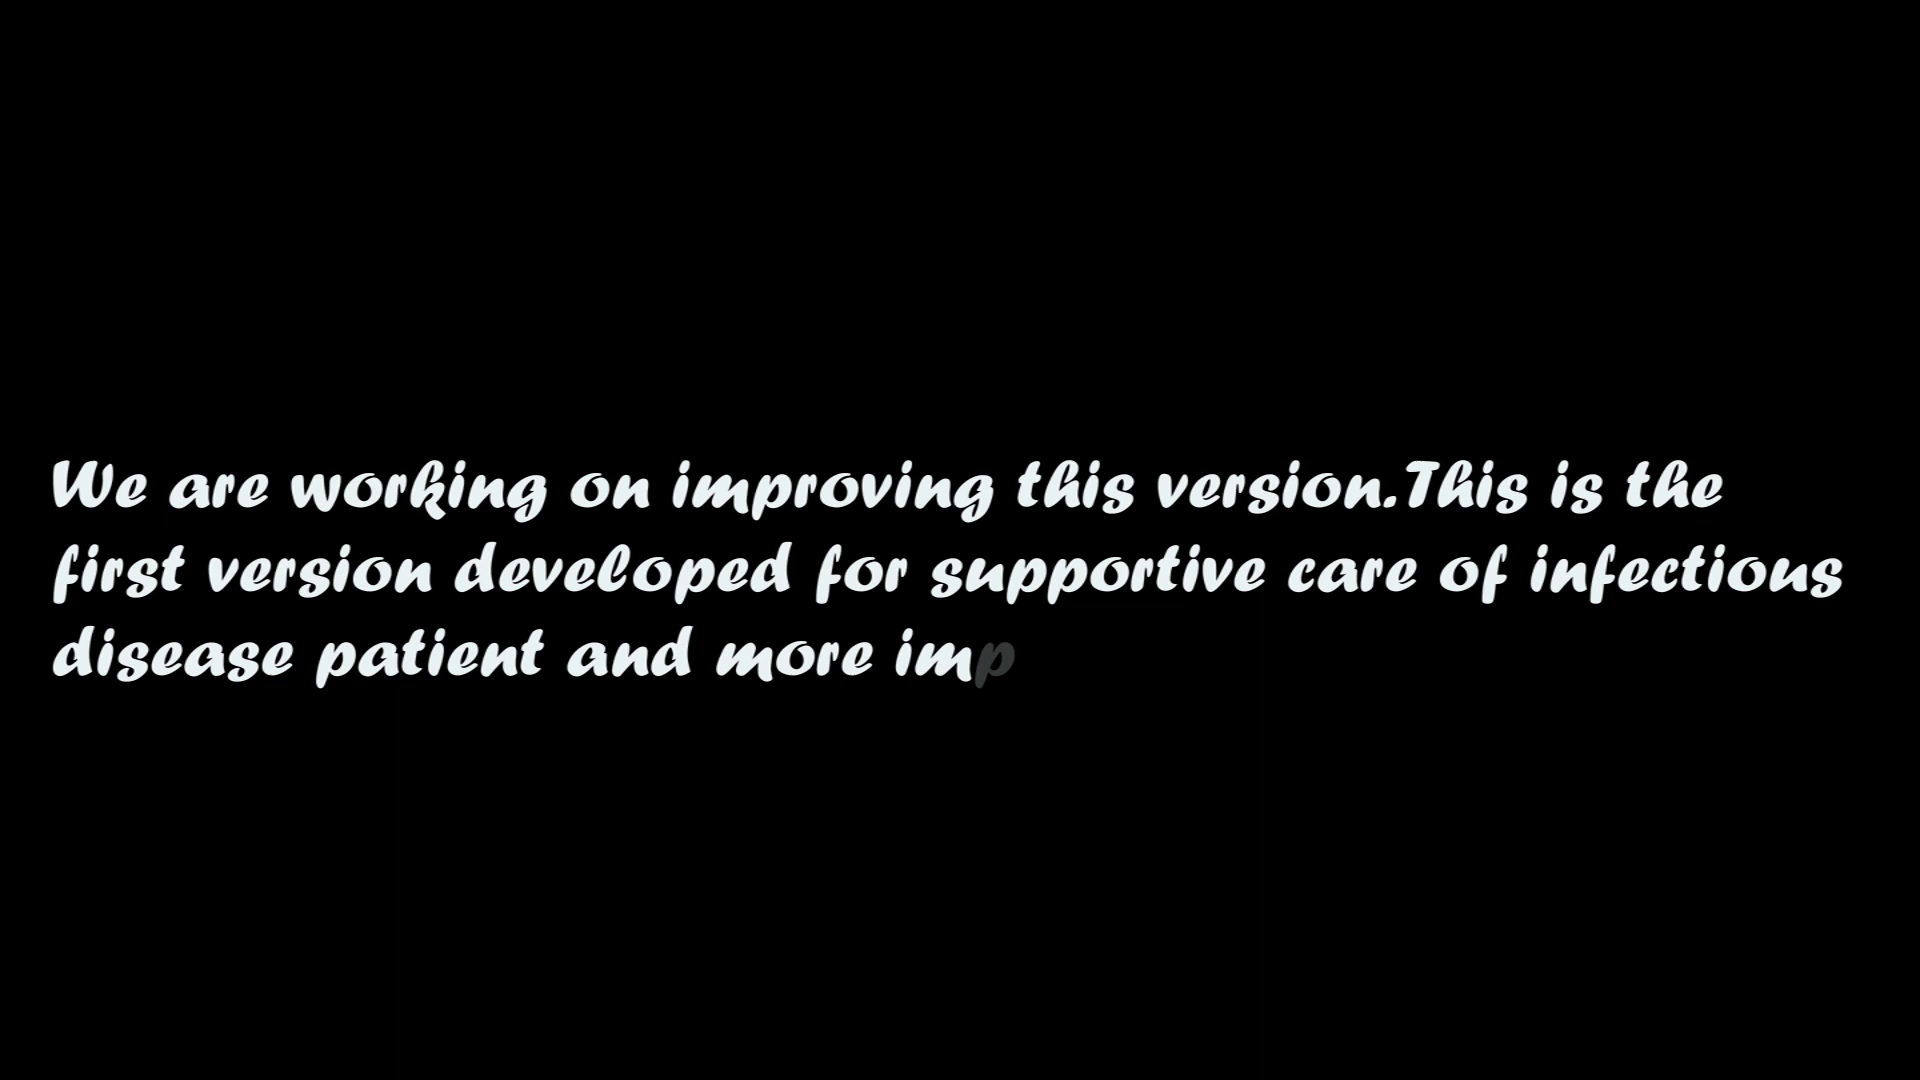 We are working on improving this version.This is the
first version developed for supportive care of infectious
disease patient and more imp